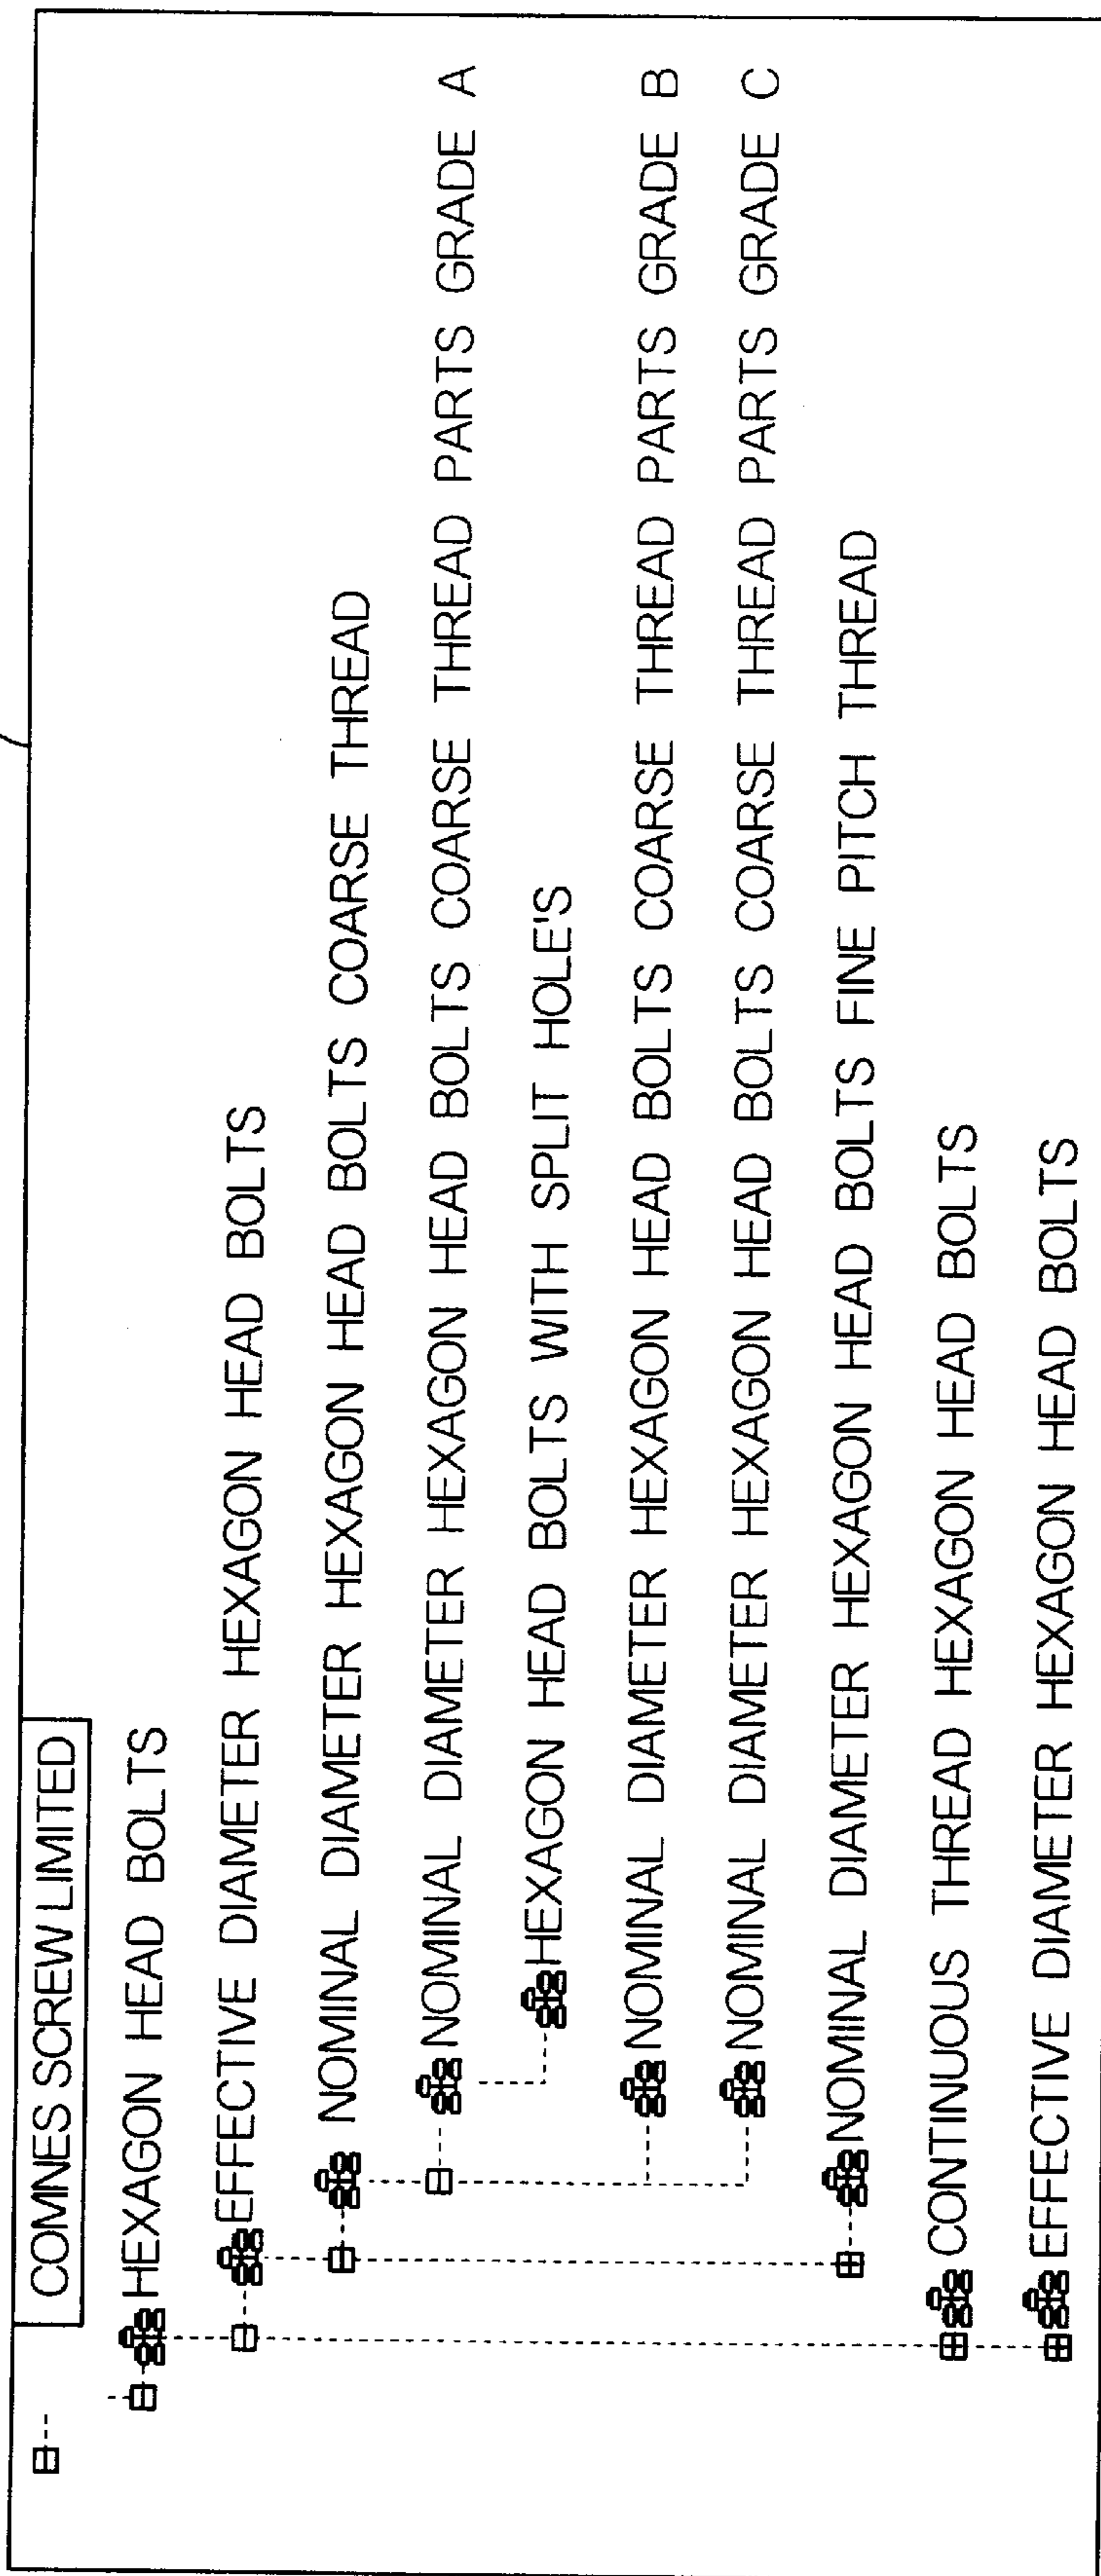 COMNES SCREW LIMITED
HEXAGON HEAD BOLTS
EFFECTIVE DIAMETER HEXAGON HEAD BOLTS
NOMINAL DIAMETER HEXAGON HEAD BOLTS COARSE THREAD
NOMINAL DIAMETER HEXAGON HEAD BOLTS COARSE THREAD PARTS GRADE A
HEXAGON HEAD BOLTS WITH SPLIT HOLE'S
NOMINAL DIAMETER HEXAGON HEAD BOLTS COARSE THREAD PARTS GRADE B
NOMINAL DIAMETER HEXAGON HEAD BOLTS COARSE THREAD PARTS GRADE C
NOMINAL DIAMETER HEXAGON HEAD BOLTS FINE PITCH THREAD
CONTINUOUS THREAD HEXAGON HEAD BOLTS
EFFECTIVE DIAMETER HEXAGON HEAD BOLTS